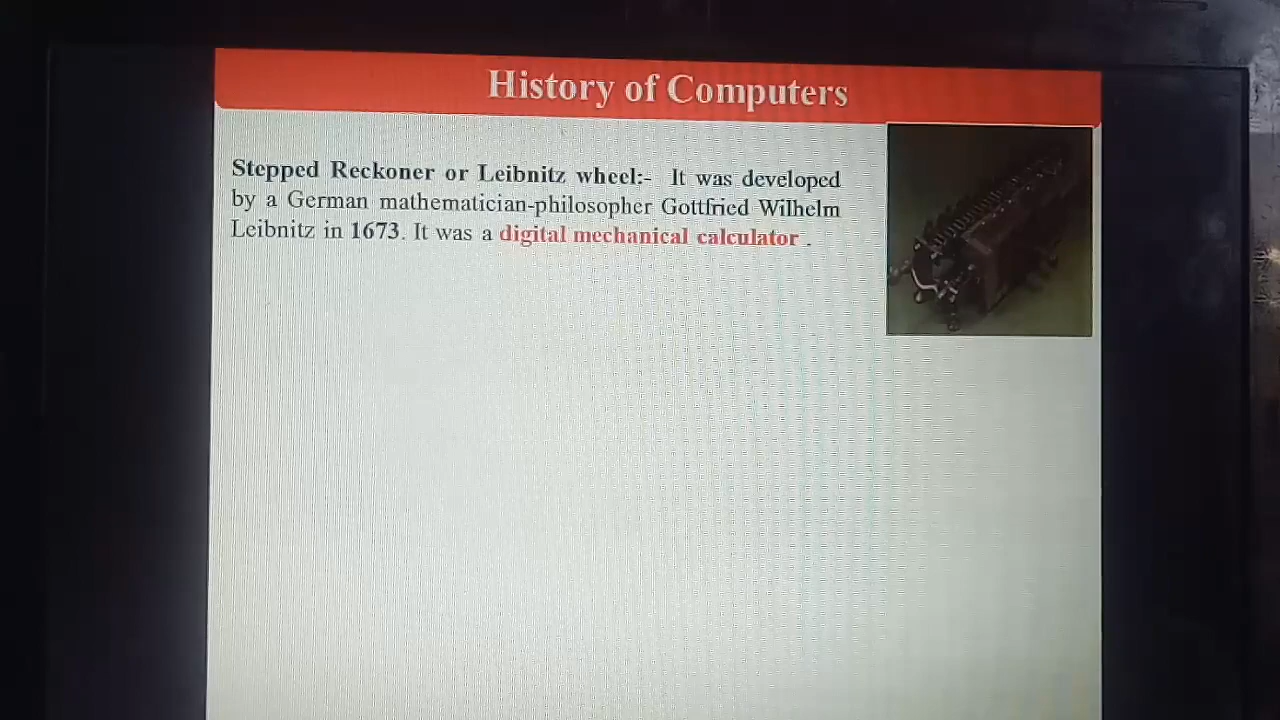 History of Computers
Stepped Reckoner or Leibnitz wheel:- It was developed
by a German mathematician-philosopher Gottfried Wilhelm
Leibnitz in 1673. It was a digital mechanical calculator .